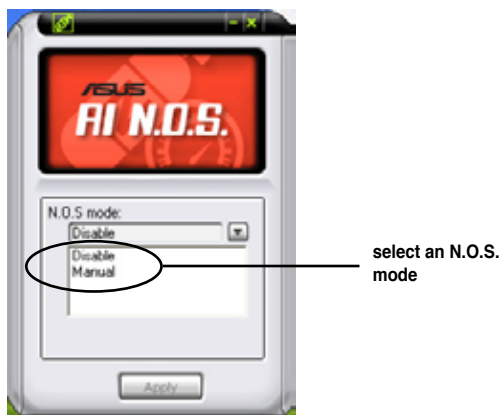 ASUS
AI N.O.S.
N.O.S mode:
Disable
Disable
Manual
select an N.O.S.
mode
Apply